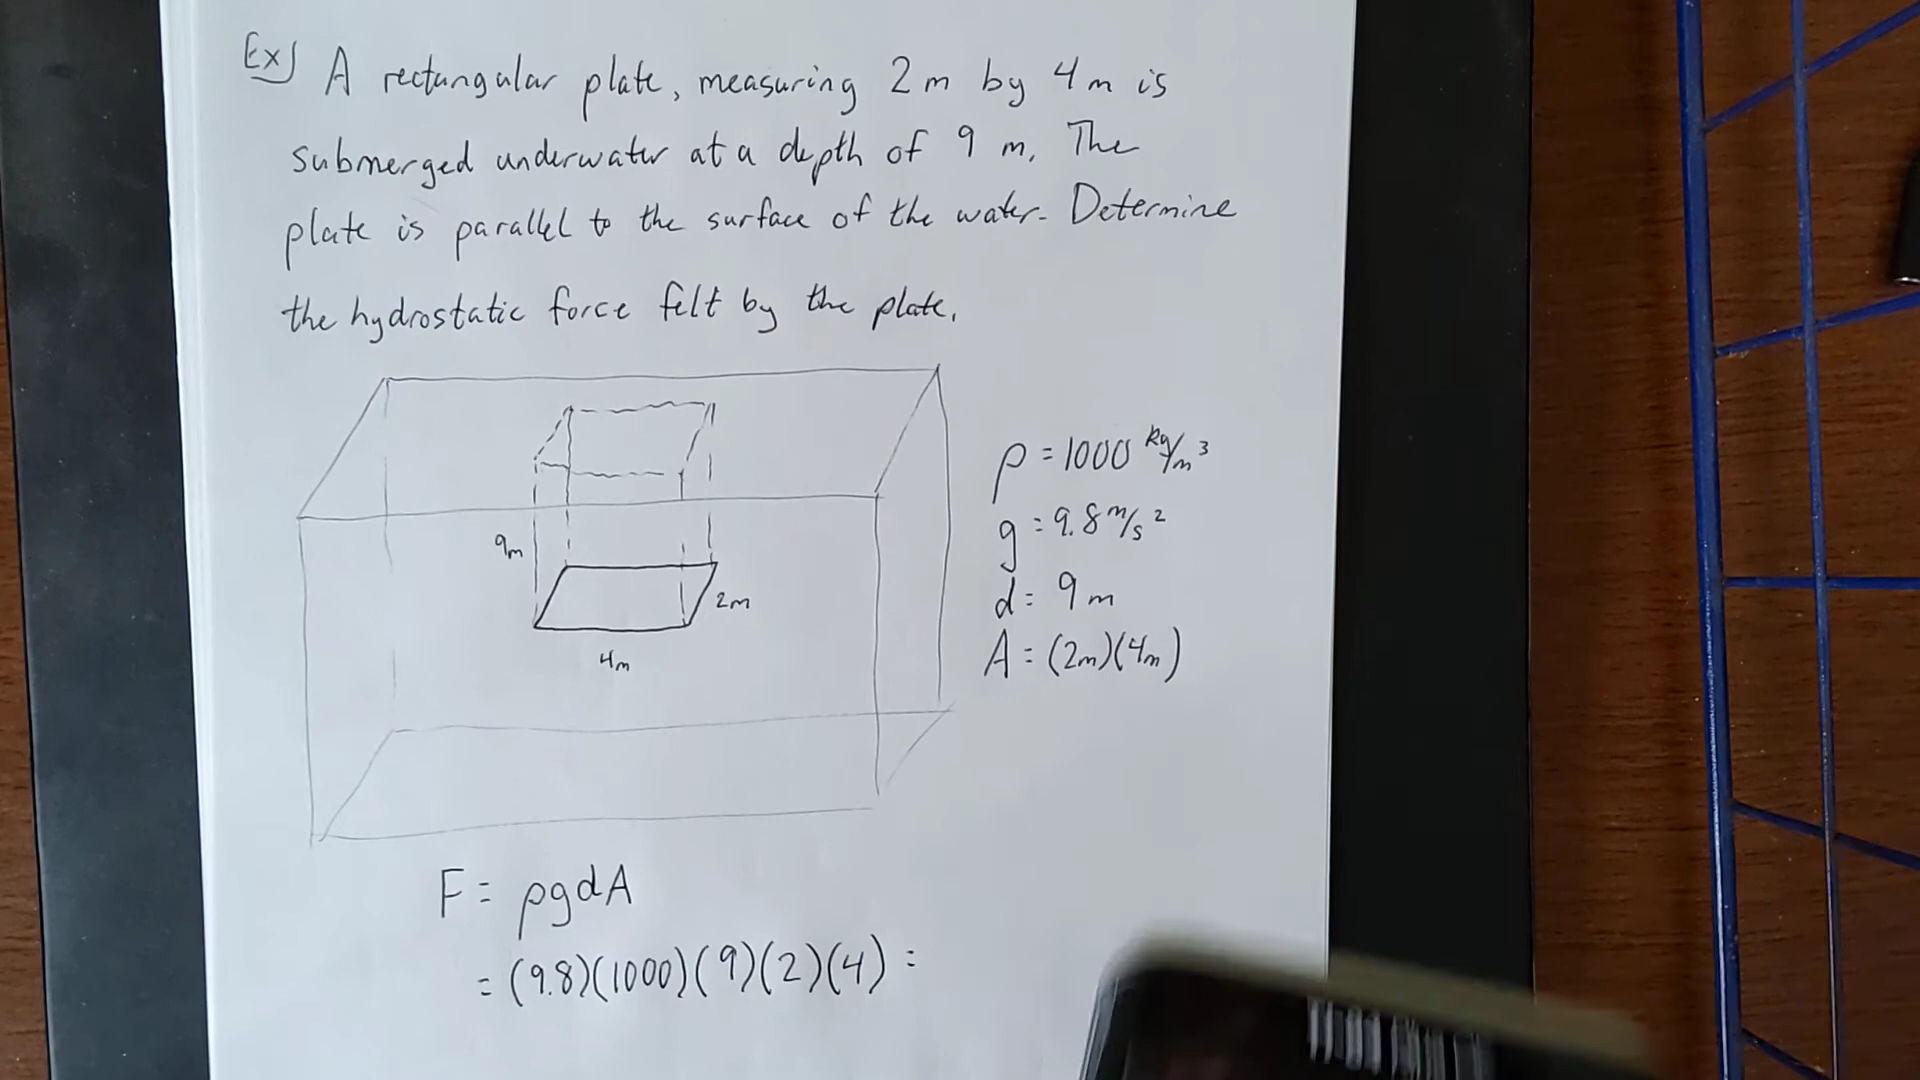 Ex) A rectangular plate, measuring 2m by 4m is
submerged underwater at a depth of 9 m. The
plate is parallel to the surface of the water. Determine
the hydrostatic force felt by the plate.
ρ = 1000 kg/m³
g = 9.8 m/s²
9m
d = 9 m
2m
A = (2m)(4m)
4m
F = ρgdA
= (9.8)(1000)(9)(2)(4) =